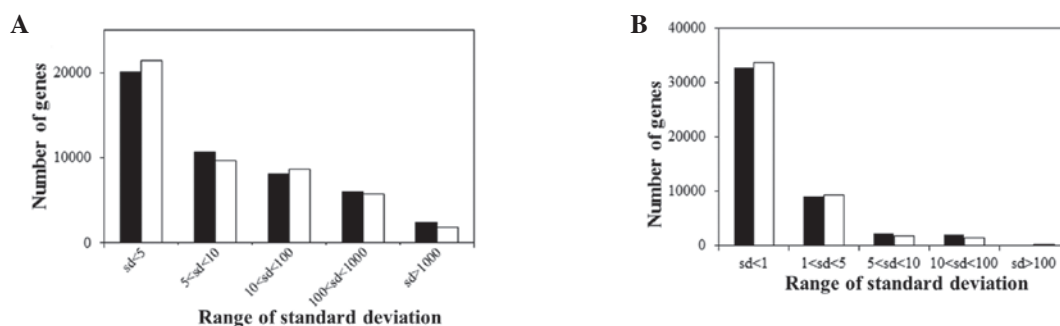 A
Number of genes
20000
10000
0
sd<5
5<sd<10
10<sd<100
100<sd<1000
sd>1000
Range of standard deviation
B
Number of genes
40000
30000
20000
10000
0
sd<1
1<sd<5
5<sd<10
10<sd<100
sd>100
Range of standard deviation